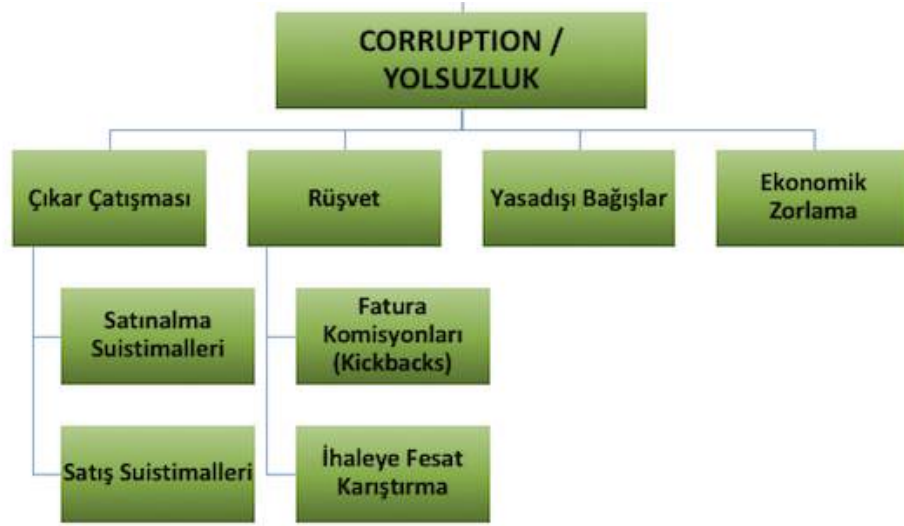 CORRUPTION /
YOLSUZLUK
Çıkar Çatışması
Rüşvet
Yasadışı Bağışlar
Ekonomik
Zorlama
Satınalma
Suistimalleri
Fatura
Komisyonları
(Kickbacks)
Satış Suistimalleri
İhaleye Fesat
Karıştırma